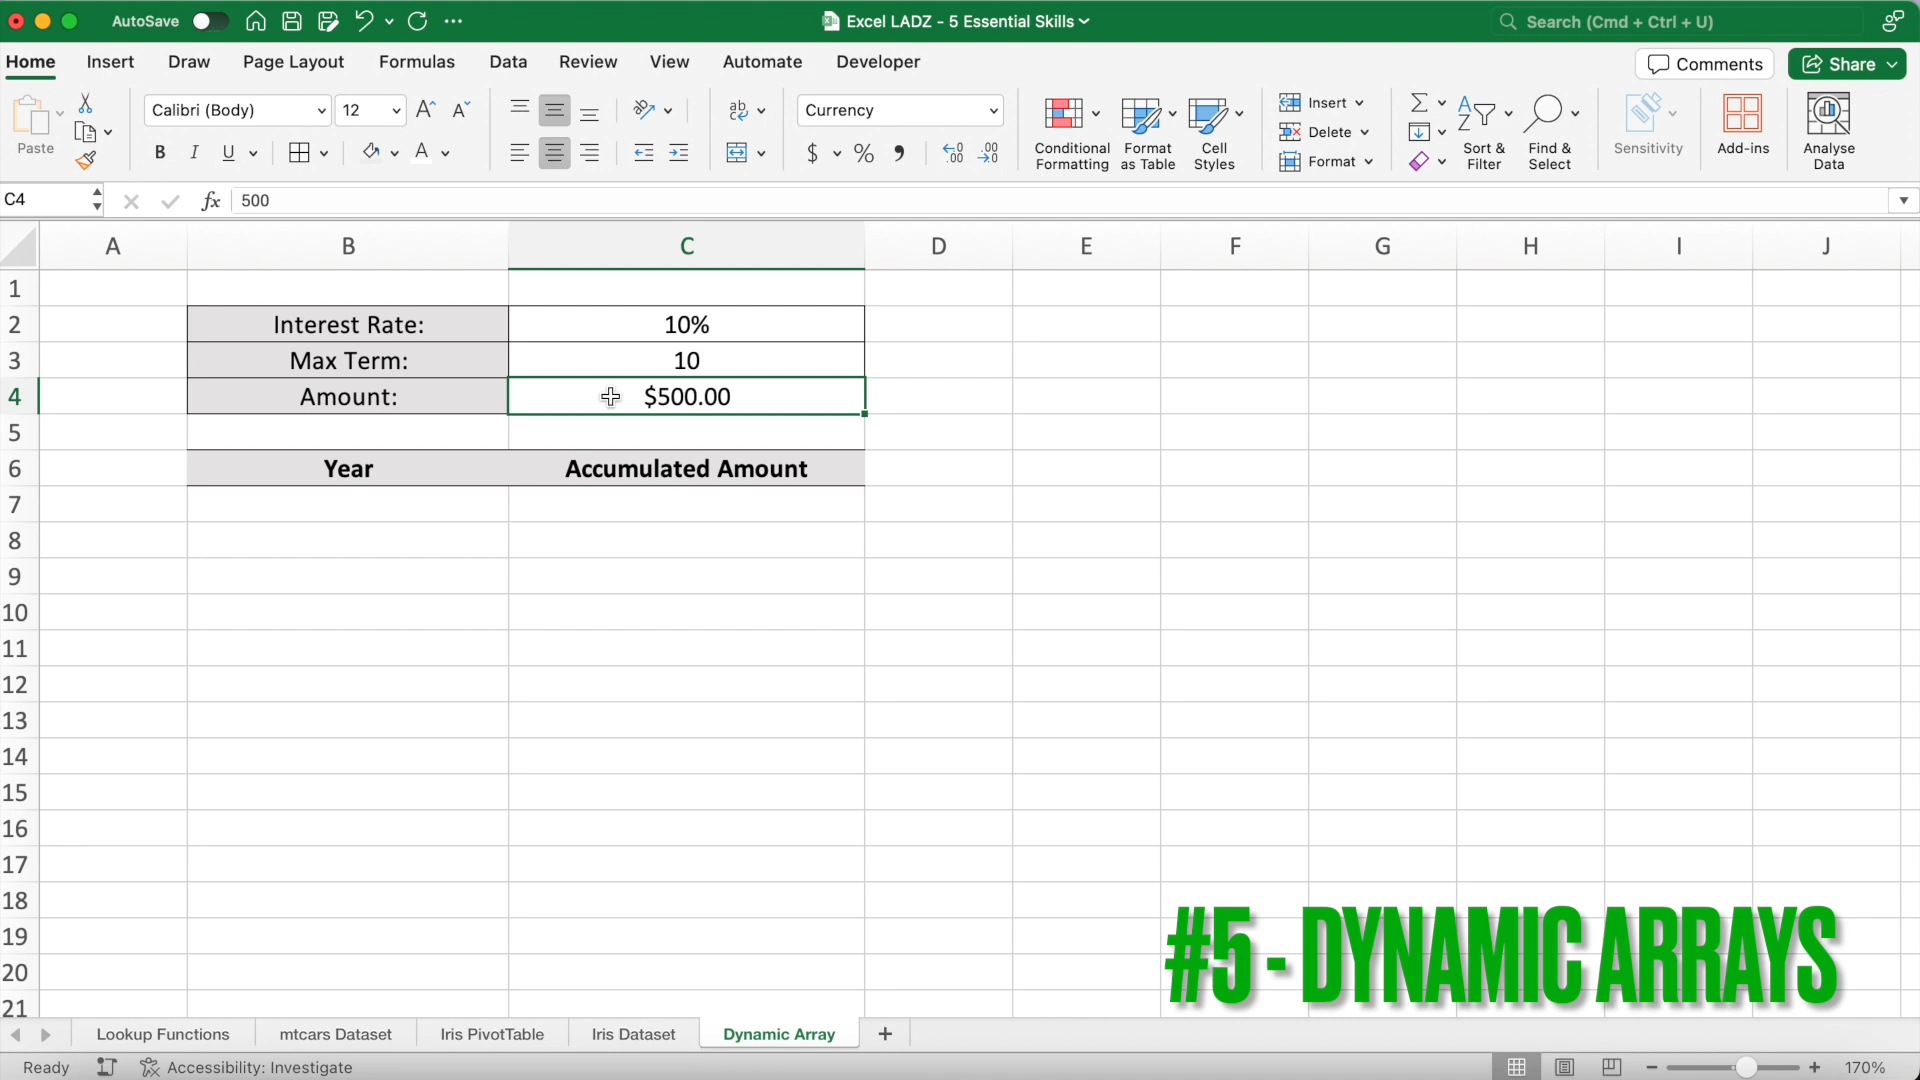 AutoSave
Excel LADZ - 5 Essential Skills
Search (Cmd + Ctrl + U)
Home Insert Draw Page Layout Formulas Data Review View Automate Developer
Comments
Share
Paste
Calibri (Body)
12
B I U
A
Currency
$ % 9
Conditional
Formatting
Format
as Table
Cell
Styles
Insert
Delete
Format
Sort &
Filter
Find &
Select
Sensitivity
Add-ins
Analyse
Data
C4
fx
500
A B C D E F G H I J
1
2 Interest Rate: 10%
3 Max Term: 10
4 Amount: $500.00
5
6 Year Accumulated Amount
7
8
9
10
11
12
13
14
15
16
17
18
19
20
21
#5 - DYNAMIC ARRAYS
Lookup Functions mtcars Dataset Iris PivotTable Iris Dataset Dynamic Array +
Ready
Accessibility: Investigate
170%